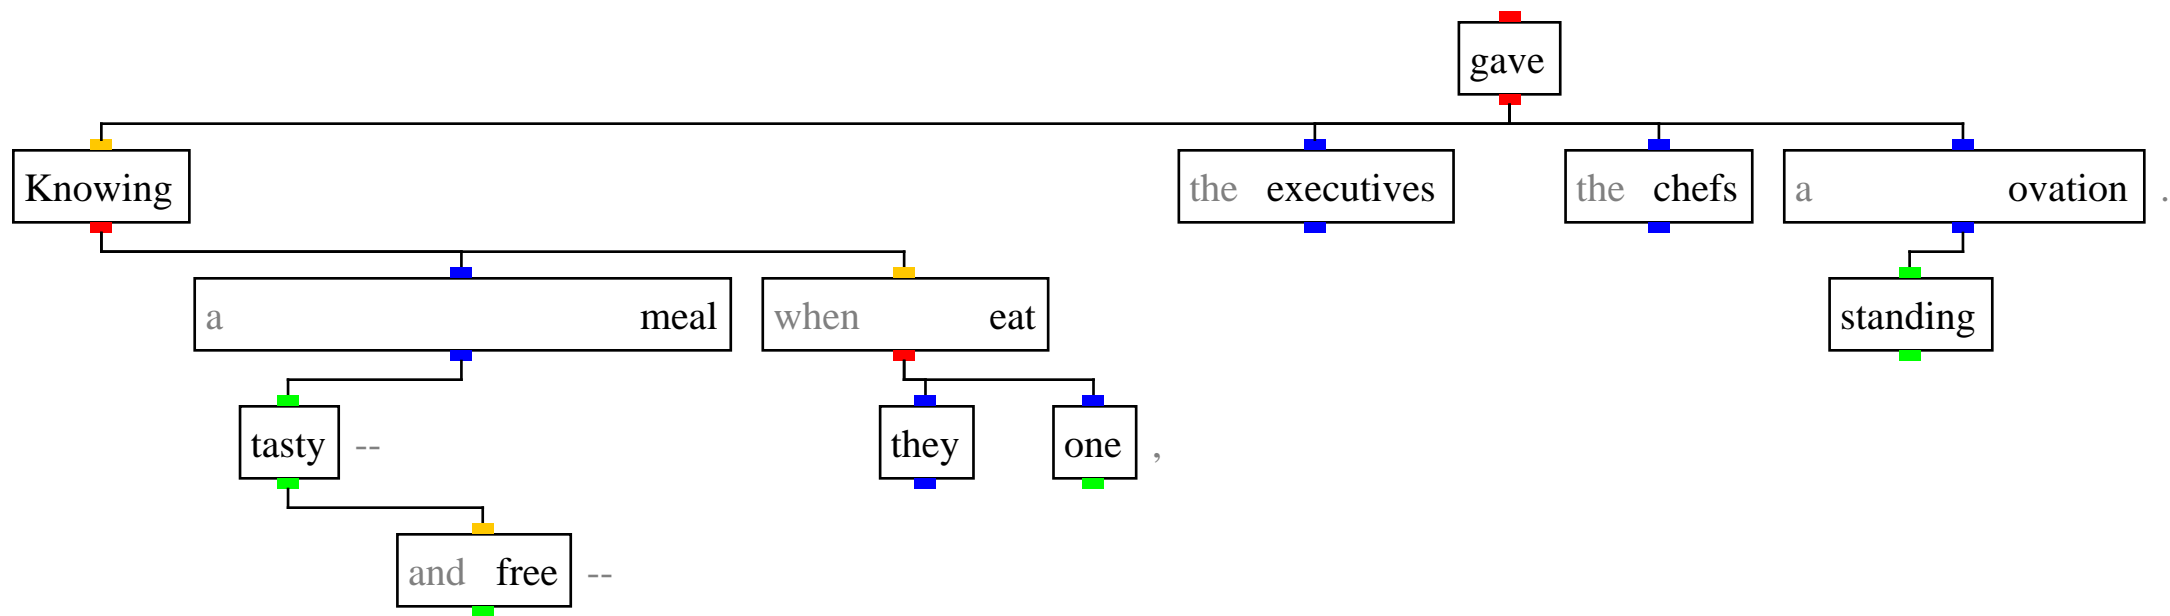 gave
Knowing the executives the chefs a ovation .
a meal when eat standing
tasty -- they one ,
and free --